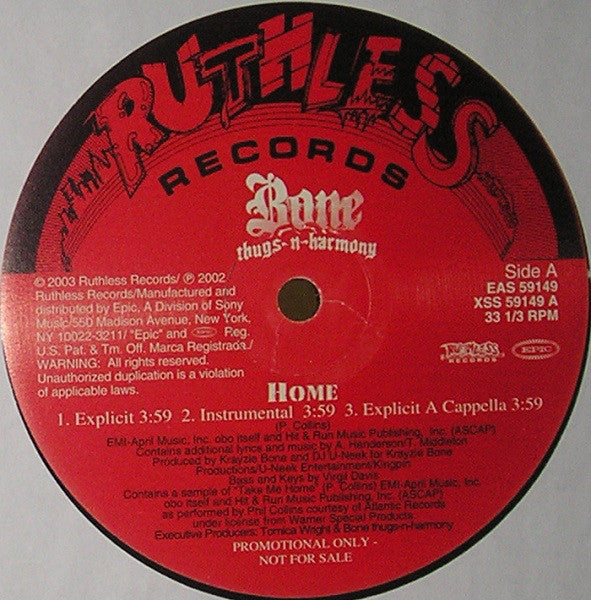 RUTHLESS
RECORDS
Bone
thugs-n-harmony
© 2003 Ruthless Records/ ℗ 2002
Ruthless Records/Manufactured and
distributed by Epic, A Division of Sony
Music/550 Madison Avenue, New York,
NY 10022-3211/ "Epic" and EPIC Reg.
U.S. Pat. & Tm. Off. Marca Registrada./
WARNING: All rights reserved.
Unauthorized duplication is a violation
of applicable laws.
Side A
EAS 59149
XSS 59149 A
33 1/3 RPM
RUTHLESS
RECORDS
EPIC
HOME
1. Explicit 3:59 2. Instrumental 3:59 3. Explicit A Cappella 3:59
(P. Collins)
EMI-April Music, Inc. obo itself and Hit & Run Music Publishing, Inc. (ASCAP)
Contains additional lyrics and music by A. Henderson/T. Middleton
Produced by Krayzie Bone and DJ U-Neek for Krayzie Bone
Productions/U-Neek Entertainment/Kingpin
Bass and Keys by Virgil Davis
Contains a sample of "Take Me Home" (P. Collins) EMI-April Music, Inc.
obo itself and Hit & Run Music Publishing, Inc. (ASCAP)
as performed by Phil Collins courtesy of Atlantic Records
under license from Warner Special Products.
Executive Producers: Tomica Wright & Bone thugs-n-harmony
PROMOTIONAL ONLY -
NOT FOR SALE